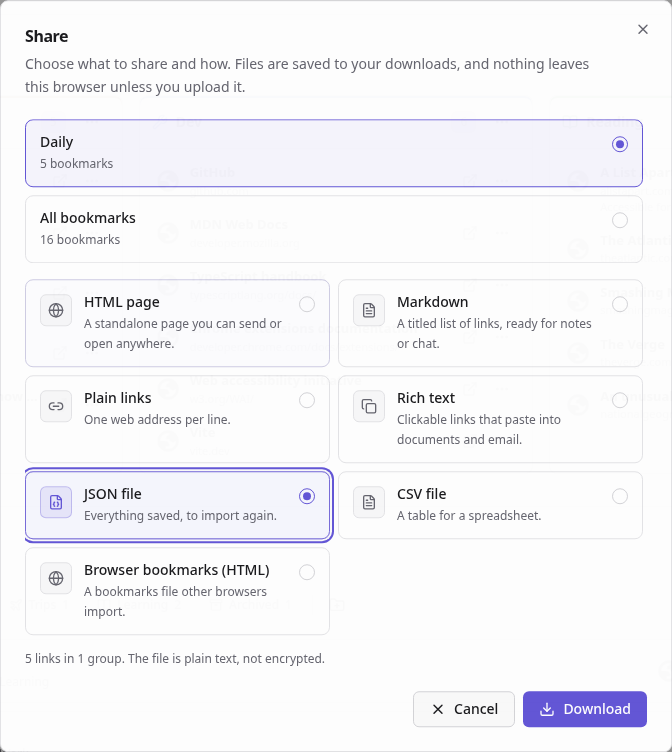 Share
Choose what to share and how. Files are saved to your downloads, and nothing leaves
this browser unless you upload it.
Daily
5 bookmarks
All bookmarks
16 bookmarks
HTML page
A standalone page you can send or
open anywhere.
Markdown
A titled list of links, ready for notes
or chat.
Plain links
One web address per line.
Rich text
Clickable links that paste into
documents and email.
JSON file
Everything saved, to import again.
CSV file
A table for a spreadsheet.
Browser bookmarks (HTML)
A bookmarks file other browsers
import.
5 links in 1 group. The file is plain text, not encrypted.
Cancel
Download